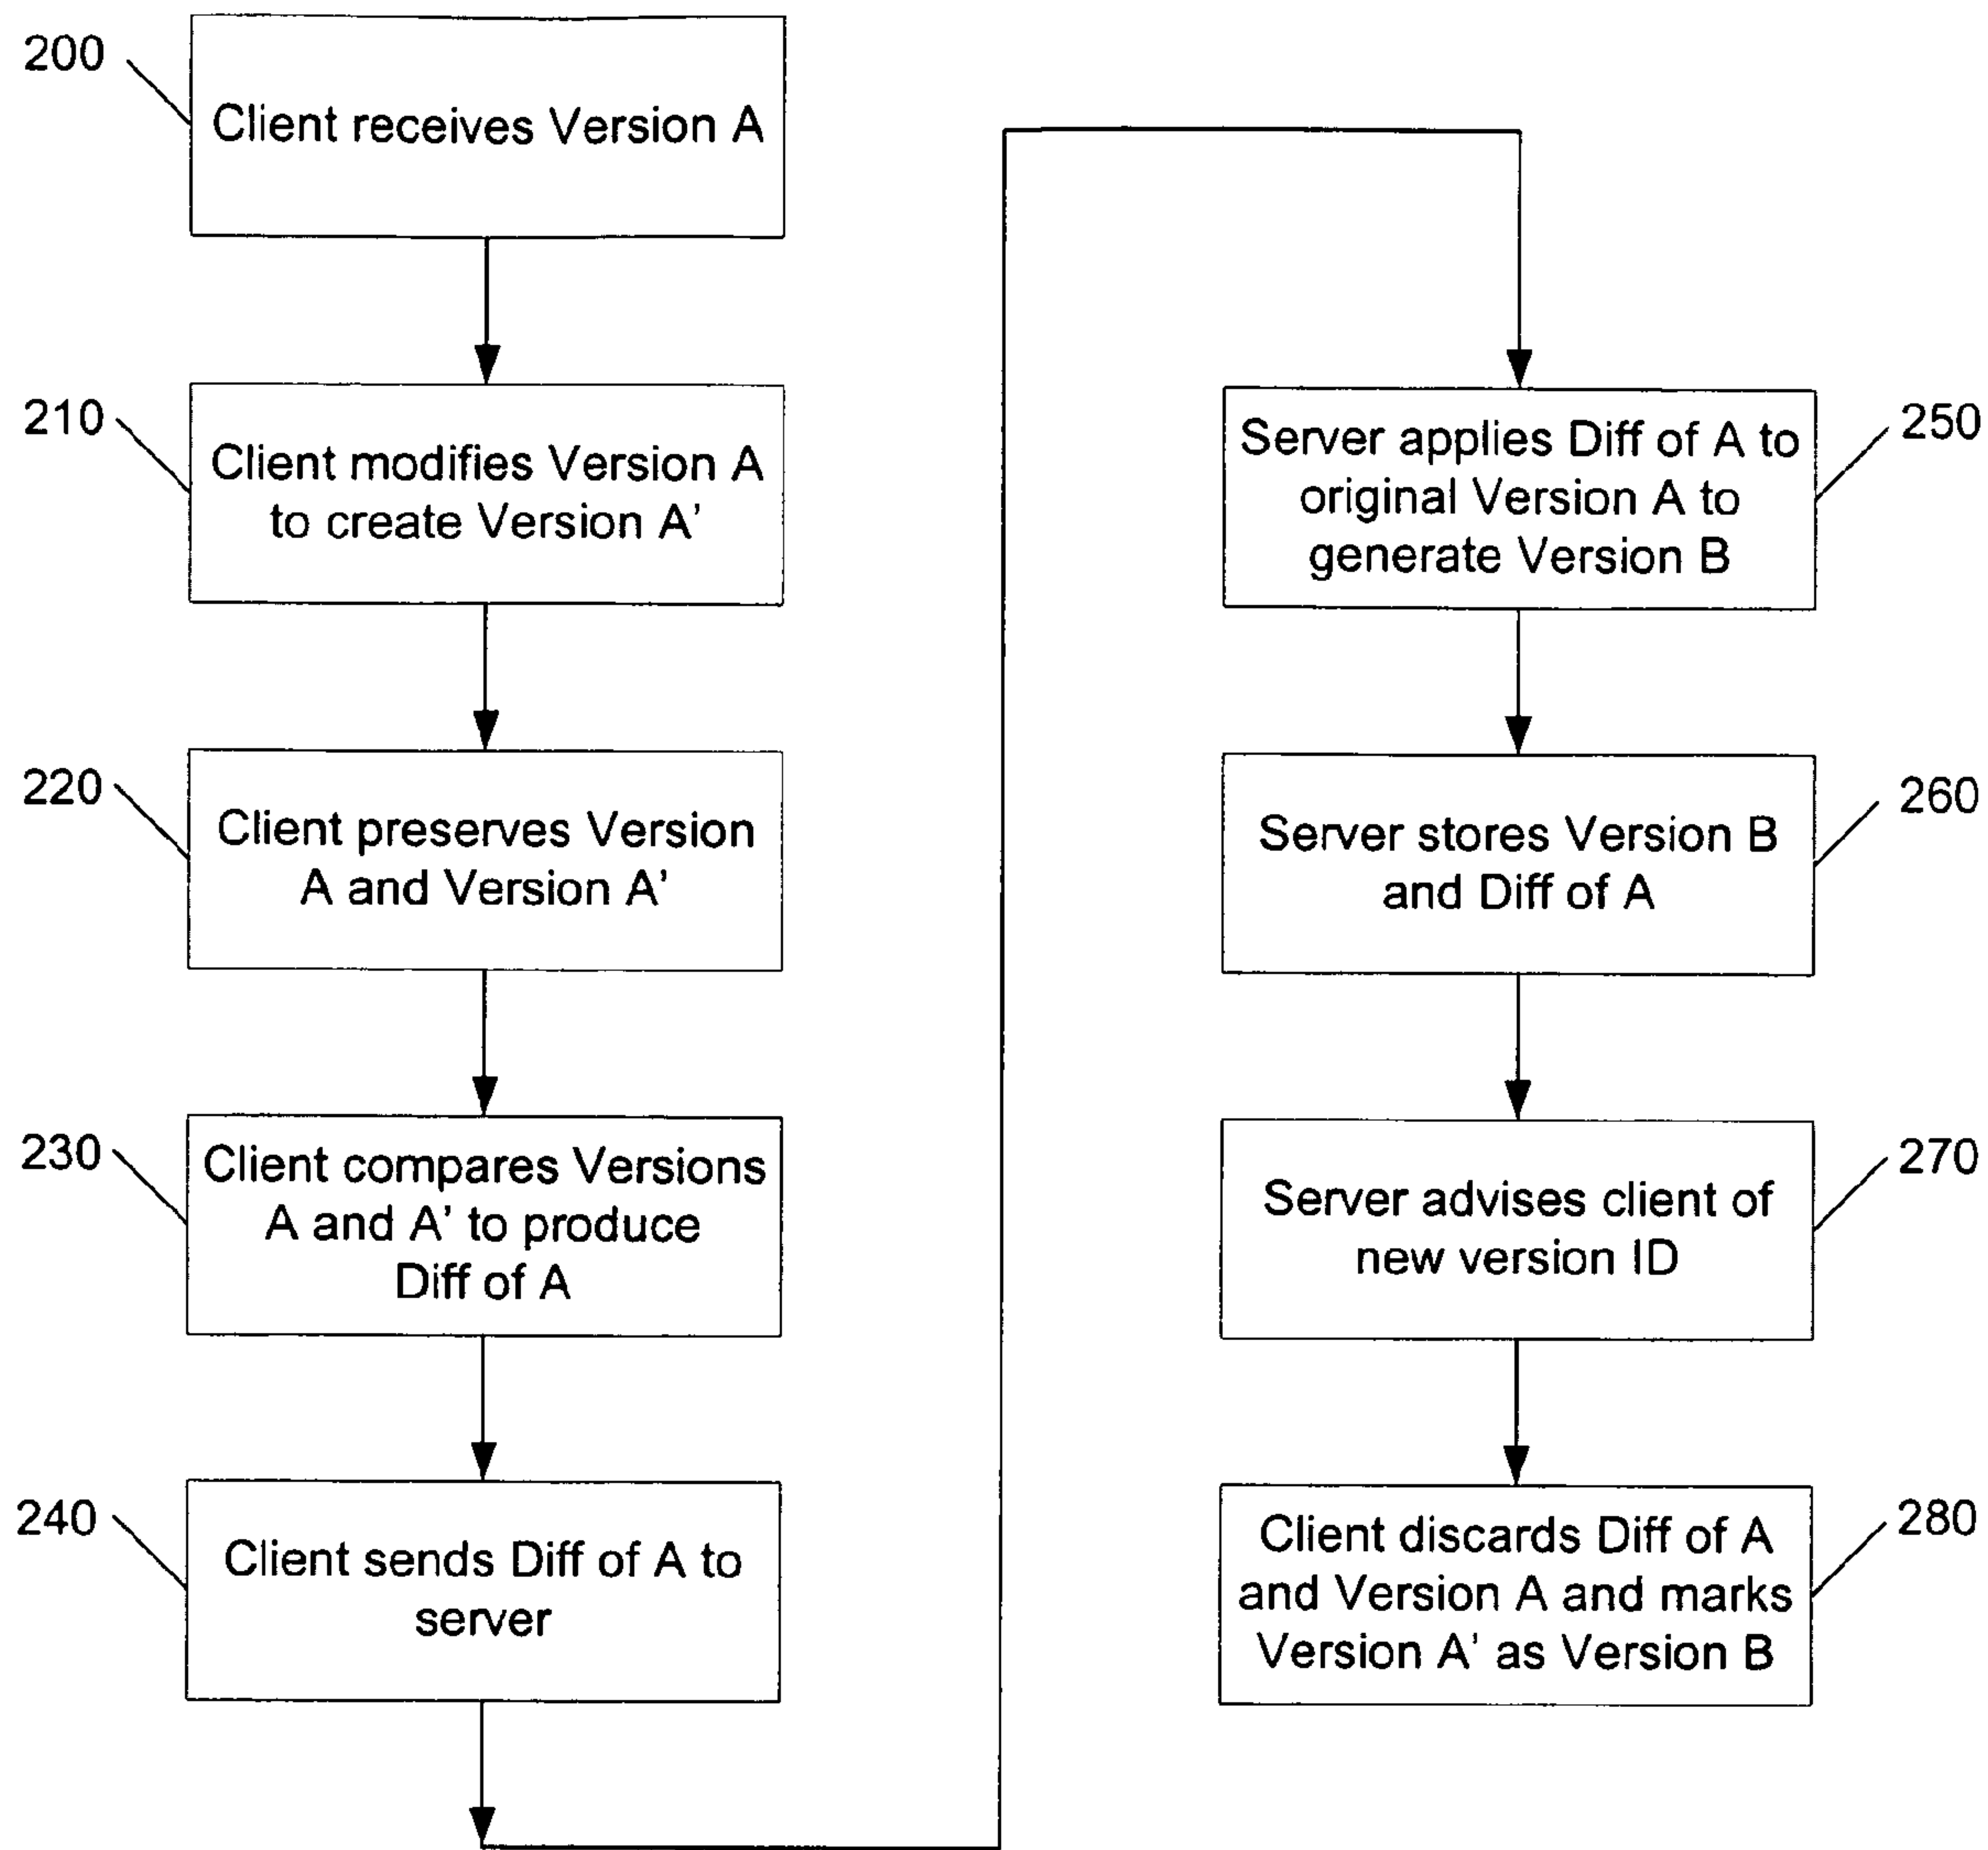 200
Client receives Version A
210
Client modifies Version A
to create Version A'
220
Client preserves Version
A and Version A'
230
Client compares Versions
A and A' to produce
Diff of A
240
Client sends Diff of A to
server
250
Server applies Diff of A to
original Version A to
generate Version B
260
Server stores Version B
and Diff of A
270
Server advises client of
new version ID
280
Client discards Diff of A
and Version A and marks
Version A' as Version B